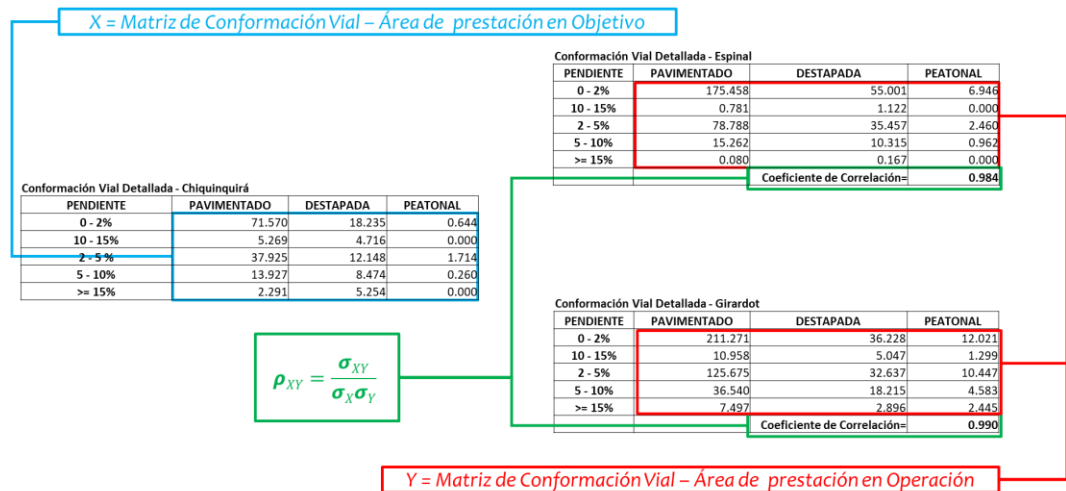 X = Matriz de Conformación Vial – Área de prestación en Objetivo
Conformación Vial Detallada - Espinal
PENDIENTE PAVIMENTADO DESTAPADA PEATONAL
0 - 2% 175.458 55.001 6.946
10 - 15% 0.781 1.122 0.000
2 - 5% 78.788 35.457 2.460
5 - 10% 15.262 10.315 0.962
>= 15% 0.080 0.167 0.000
Coeficiente de Correlación= 0.984
Conformación Vial Detallada - Chiquinquirá
PENDIENTE PAVIMENTADO DESTAPADA PEATONAL
0 - 2% 71.570 18.235 0.644
10 - 15% 5.269 4.716 0.000
2 - 5 % 37.925 12.148 1.714
5 - 10% 13.927 8.474 0.260
>= 15% 2.291 5.254 0.000
Conformación Vial Detallada - Girardot
PENDIENTE PAVIMENTADO DESTAPADA PEATONAL
0 - 2% 211.271 36.228 12.021
10 - 15% 10.958 5.047 1.299
2 - 5% 125.675 32.637 10.447
5 - 10% 36.540 18.215 4.583
>= 15% 7.497 2.896 2.445
Coeficiente de Correlación= 0.990
ρXY = σXY / σXσY
Y = Matriz de Conformación Vial – Área de prestación en Operación